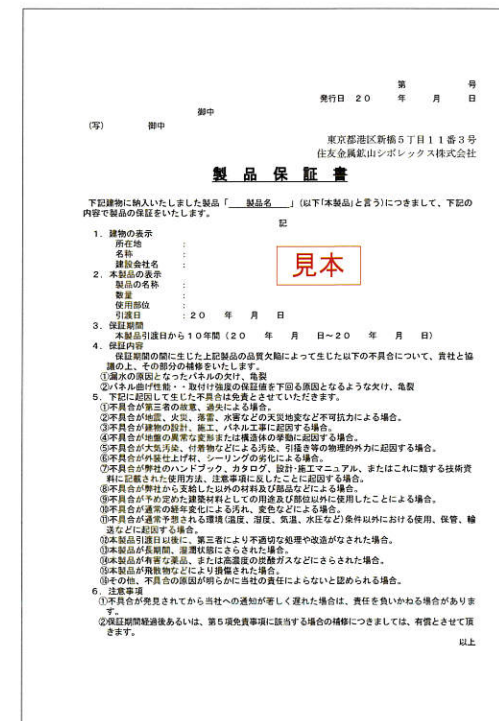 第　　　　　号
発行日　２０　　年　　月　　日
御中
(写)　　御中
東京都港区新橋５丁目１１番３号
住友金属鉱山シポレックス株式会社
製　品　保　証　書
下記建物に納入いたしました製品「　製品名　」(以下「本製品」と言う)につきまして、下記の
内容で製品の保証をいたします。
記
１．建物の表示
所在地　　　：
名称　　　　：
建設会社名　：
見本
２．本製品の表示
製品の名称　：
数量　　　　：
使用部位　　：
引渡日　　　：２０　　年　　月　　日
３．保証期間
本製品引渡日から１０年間（２０　　年　　月　　日～２０　　年　　月　　日）
４．保証内容
保証期間の間に生じた上記製品の品質欠陥によって生じた以下の不具合について、貴社と協
議の上、その部分の補修をいたします。
①漏水の原因となったパネルの欠け、亀裂
②パネル曲げ性能・・取付け強度の保証値を下回る原因となるような欠け、亀裂
５．下記に起因して生じた不具合は免責とさせていただきます。
①不具合が第三者の故意、過失による場合。
②不具合が地震、火災、落雷、水害などの天災地変など不可抗力による場合。
③不具合が建物の設計、施工、パネル工事に起因する場合。
④不具合が地盤の異常な変形または構造体の挙動に起因する場合。
⑤不具合が大気汚染、付着物などによる汚染、引掻き等の物理的外力に起因する場合。
⑥不具合が外装仕上げ材、シーリングの劣化による場合。
⑦不具合が弊社のハンドブック、カタログ、設計･施工マニュアル、またはこれに類する技術資
料に記載された使用方法、注意事項に反したことに起因する場合。
⑧不具合が弊社から支給した以外の材料及び部品などによる場合。
⑨不具合が予め定めた建築材料としての用途及び部位以外に使用したことによる場合。
⑩不具合が通常の経年変化による汚れ、変色などによる場合。
⑪不具合が通常予想される環境(温度、湿度、気温、水圧など)条件以外における使用、保管、輸
送などに起因する場合。
⑫本製品引渡日以後に、第三者により不適切な処理や改造がなされた場合。
⑬本製品が長期間、湿潤状態にさらされた場合。
⑭本製品が有害な薬品、または高濃度の炭酸ガスなどにさらされた場合。
⑮本製品が飛散物などにより損傷された場合。
⑯その他、不具合の原因が明らかに当社の責任によらないと認められる場合。
６．注意事項
①不具合が発見されてから当社への通知が著しく遅れた場合は、責任を負いかねる場合がありま
す。
②保証期間経過後あるいは、第５項免責事項に該当する場合の補修につきましては、有償とさせて頂
きます。
以上